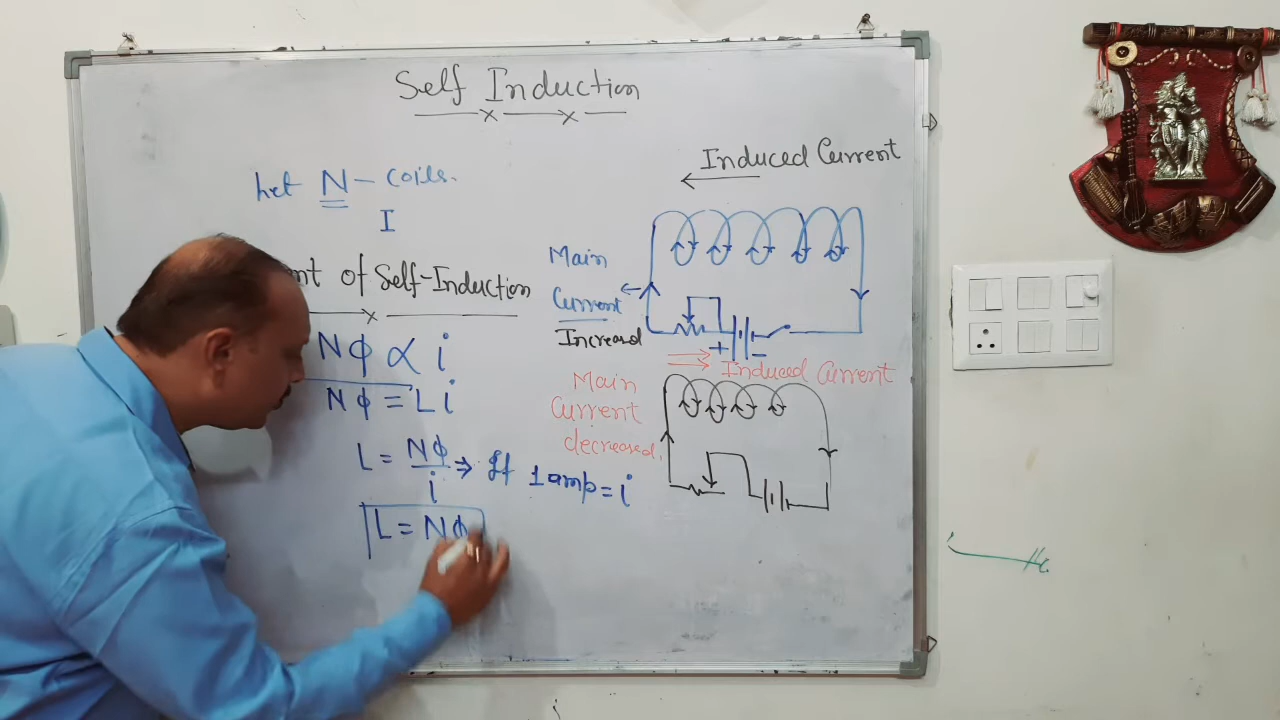 Self Induction
Let N - coils.
I
of Self-Induction
Nφ ∝ i
Nφ = Li
L = Nφ/i ⇒ If 1 amp = i
L = Nφ
Induced Current
Main
Current
Increased
+ -
Induced Current
Main
Current
decreased.